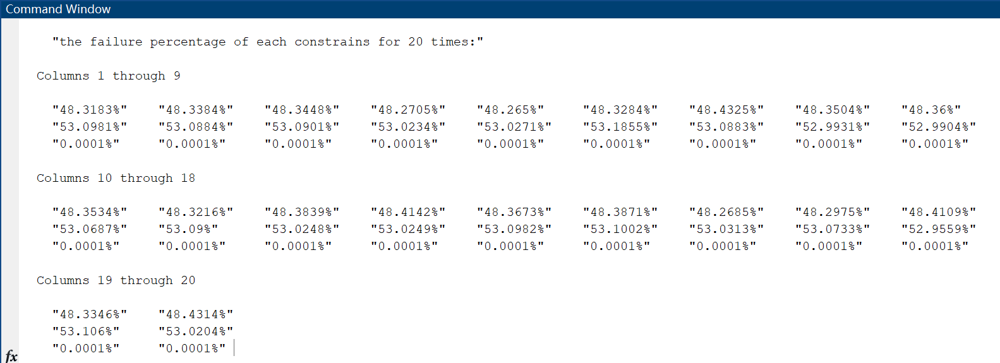 Command Window
"the failure percentage of each constrains for 20 times:"
Columns 1 through 9
"48.3183%" "48.3384%" "48.3448%" "48.2705%" "48.265%" "48.3284%" "48.4325%" "48.3504%" "48.36%"
"53.0981%" "53.0884%" "53.0901%" "53.0234%" "53.0271%" "53.1855%" "53.0883%" "52.9931%" "52.9904%"
"0.0001%" "0.0001%" "0.0001%" "0.0001%" "0.0001%" "0.0001%" "0.0001%" "0.0001%" "0.0001%"
Columns 10 through 18
"48.3534%" "48.3216%" "48.3839%" "48.4142%" "48.3673%" "48.3871%" "48.2685%" "48.2975%" "48.4109%"
"53.0687%" "53.09%" "53.0248%" "53.0249%" "53.0982%" "53.1002%" "53.0313%" "53.0733%" "52.9559%"
"0.0001%" "0.0001%" "0.0001%" "0.0001%" "0.0001%" "0.0001%" "0.0001%" "0.0001%" "0.0001%"
Columns 19 through 20
"48.3346%" "48.4314%"
"53.106%" "53.0204%"
"0.0001%" "0.0001%"
fx